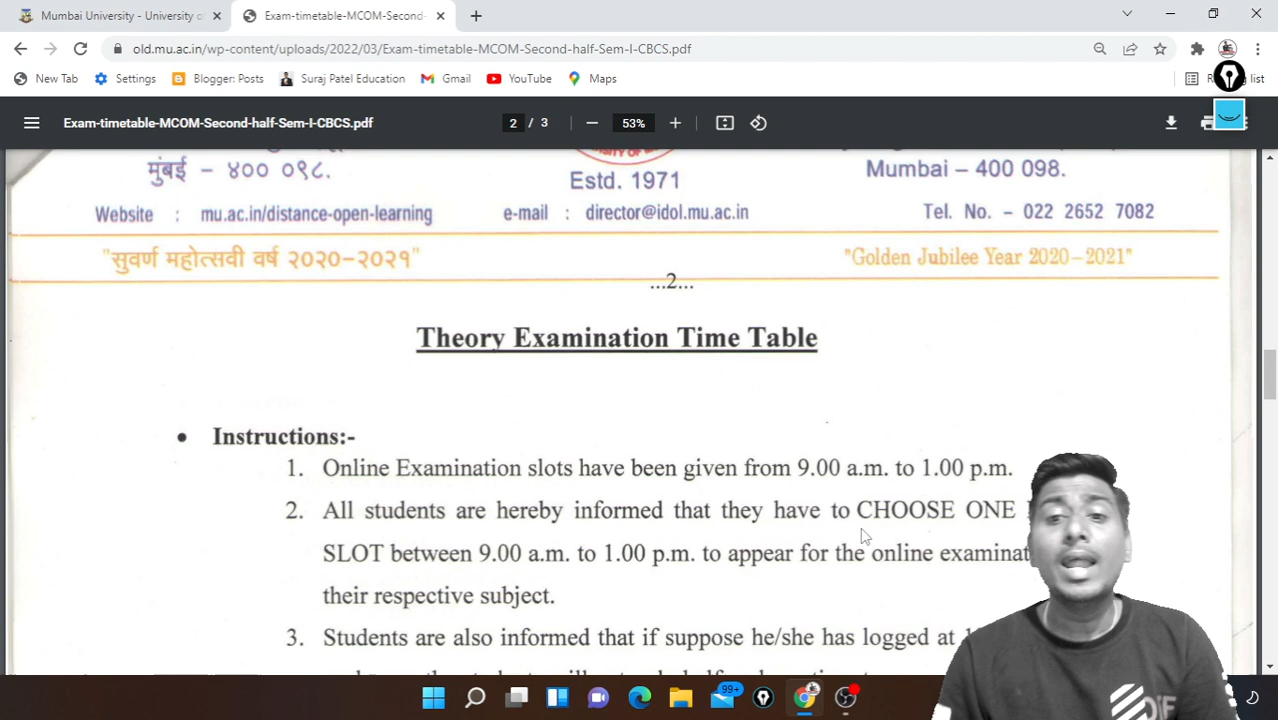 Mumbai University - University of
Exam-timetable-MCOM-Second-
old.mu.ac.in/wp-content/uploads/2022/03/Exam-timetable-MCOM-Second-half-Sem-I-CBCS.pdf
New Tab Settings Blogger: Posts Suraj Patel Education Gmail YouTube Maps list
Exam-timetable-MCOM-Second-half-Sem-I-CBCS.pdf 2 / 3 53%
मुंबई - ४०० ०९८. Estd. 1971 Mumbai – 400 098.
Website : mu.ac.in/distance-open-learning e-mail : director@idol.mu.ac.in Tel. No. - 022 2652 7082
"सुवर्ण महोत्सवी वर्ष २०२०-२०२१" "Golden Jubilee Year 2020-2021"
...2...
Theory Examination Time Table
• Instructions:-
1. Online Examination slots have been given from 9.00 a.m. to 1.00 p.m.
2. All students are hereby informed that they have to CHOOSE ONE
SLOT between 9.00 a.m. to 1.00 p.m. to appear for the online examinat
their respective subject.
3. Students are also informed that if suppose he/she has logged at
99+